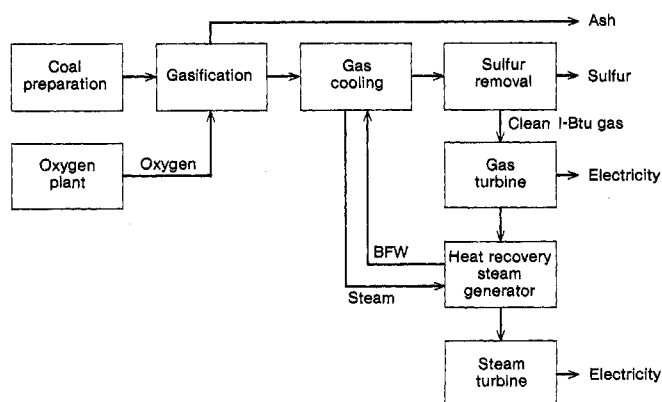 Ash
Coal
preparation
Gasification
Gas
cooling
Sulfur
removal
Sulfur
Clean l-Btu gas
Oxygen
plant
Oxygen
Gas
turbine
Electricity
BFW
Heat recovery
steam
generator
Steam
Steam
turbine
Electricity